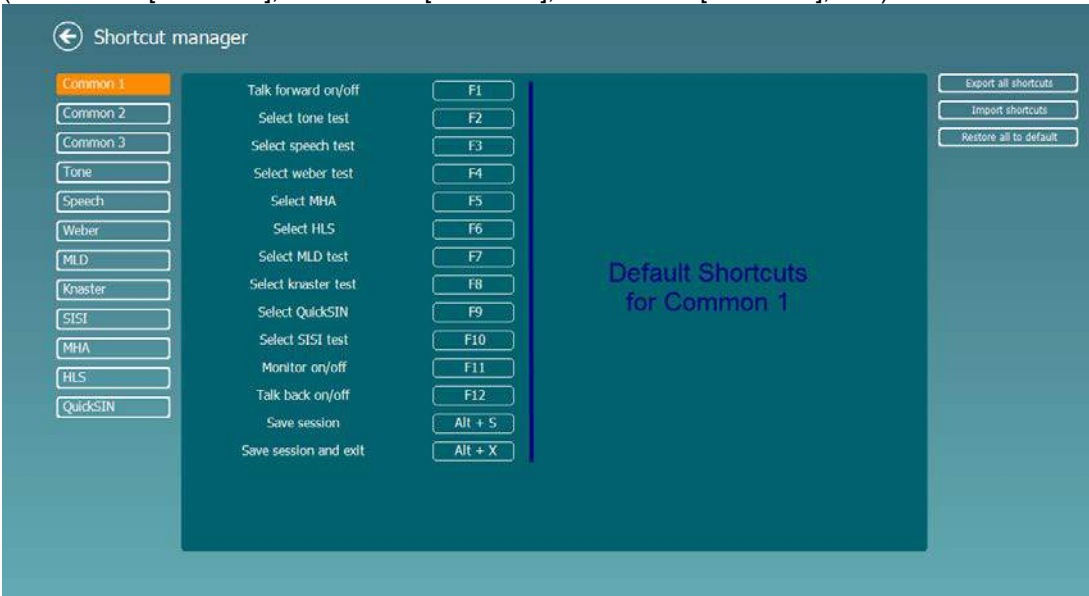 Shortcut manager
Common 1
Common 2
Common 3
Tone
Speech
Weber
MLD
Knaster
SISI
MHA
HLS
QuickSIN
Talk forward on/off F1
Select tone test F2
Select speech test F3
Select weber test F4
Select MHA F5
Select HLS F6
Select MLD test F7
Select knaster test F8
Select QuickSIN F9
Select SISI test F10
Monitor on/off F11
Talk back on/off F12
Save session Alt + S
Save session and exit Alt + X
Default Shortcuts
for Common 1
Export all shortcuts
Import shortcuts
Restore all to default